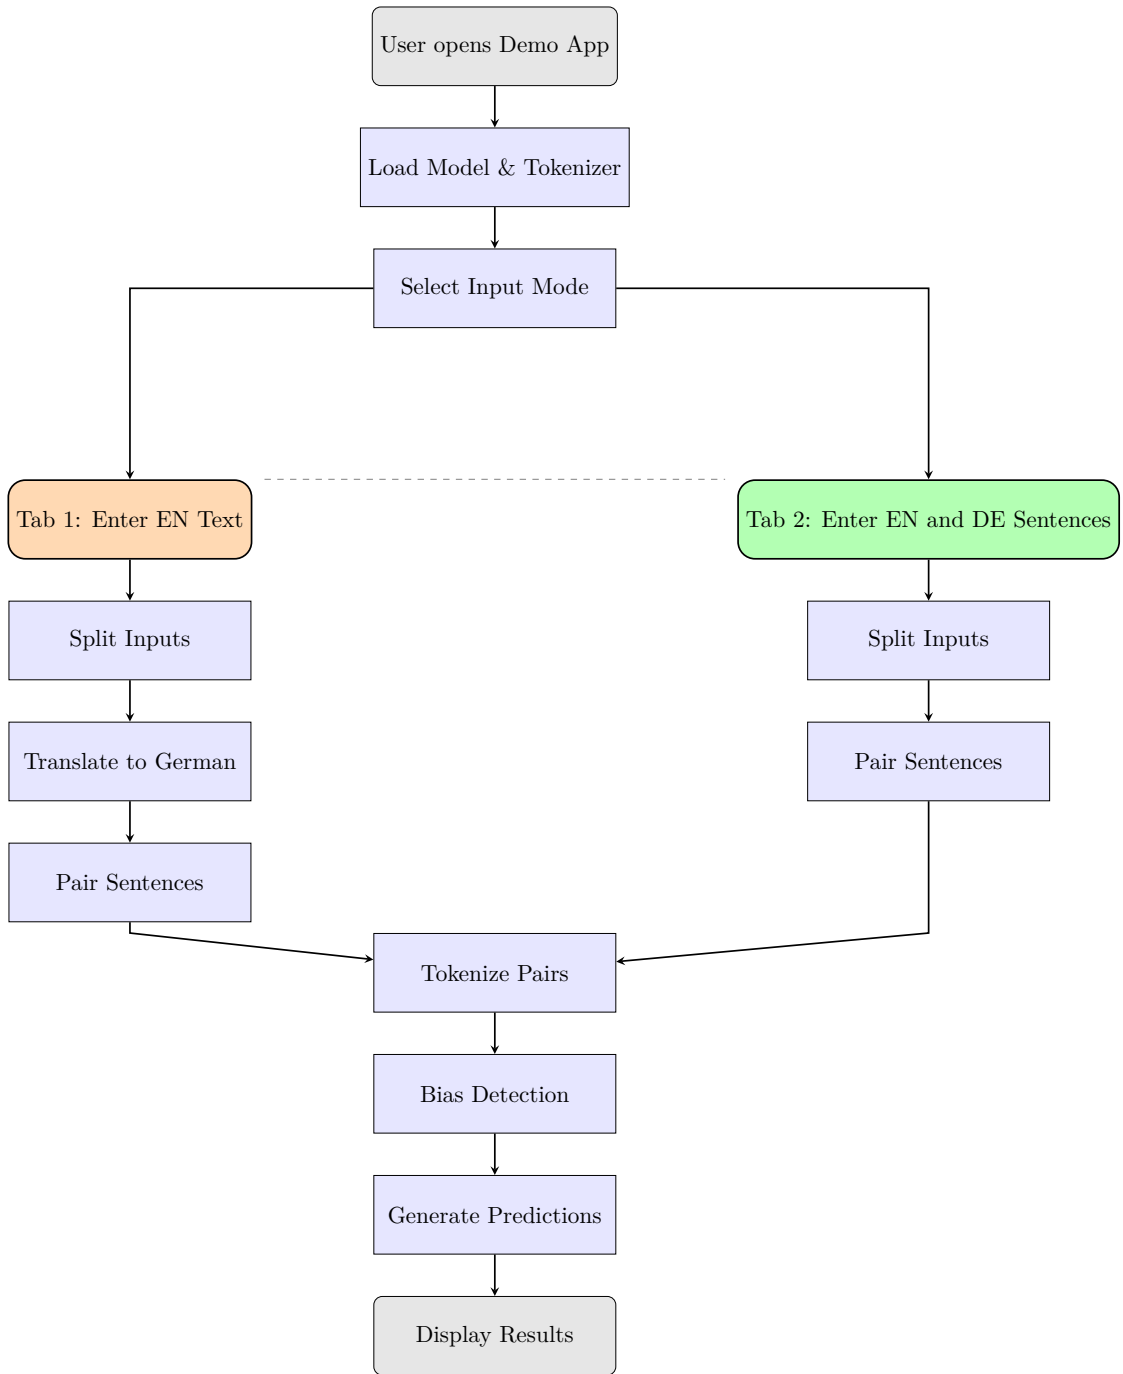 User opens Demo App
Load Model & Tokenizer
Select Input Mode
Tab 1: Enter EN Text
Tab 2: Enter EN and DE Sentences
Split Inputs
Split Inputs
Translate to German
Pair Sentences
Pair Sentences
Tokenize Pairs
Bias Detection
Generate Predictions
Display Results